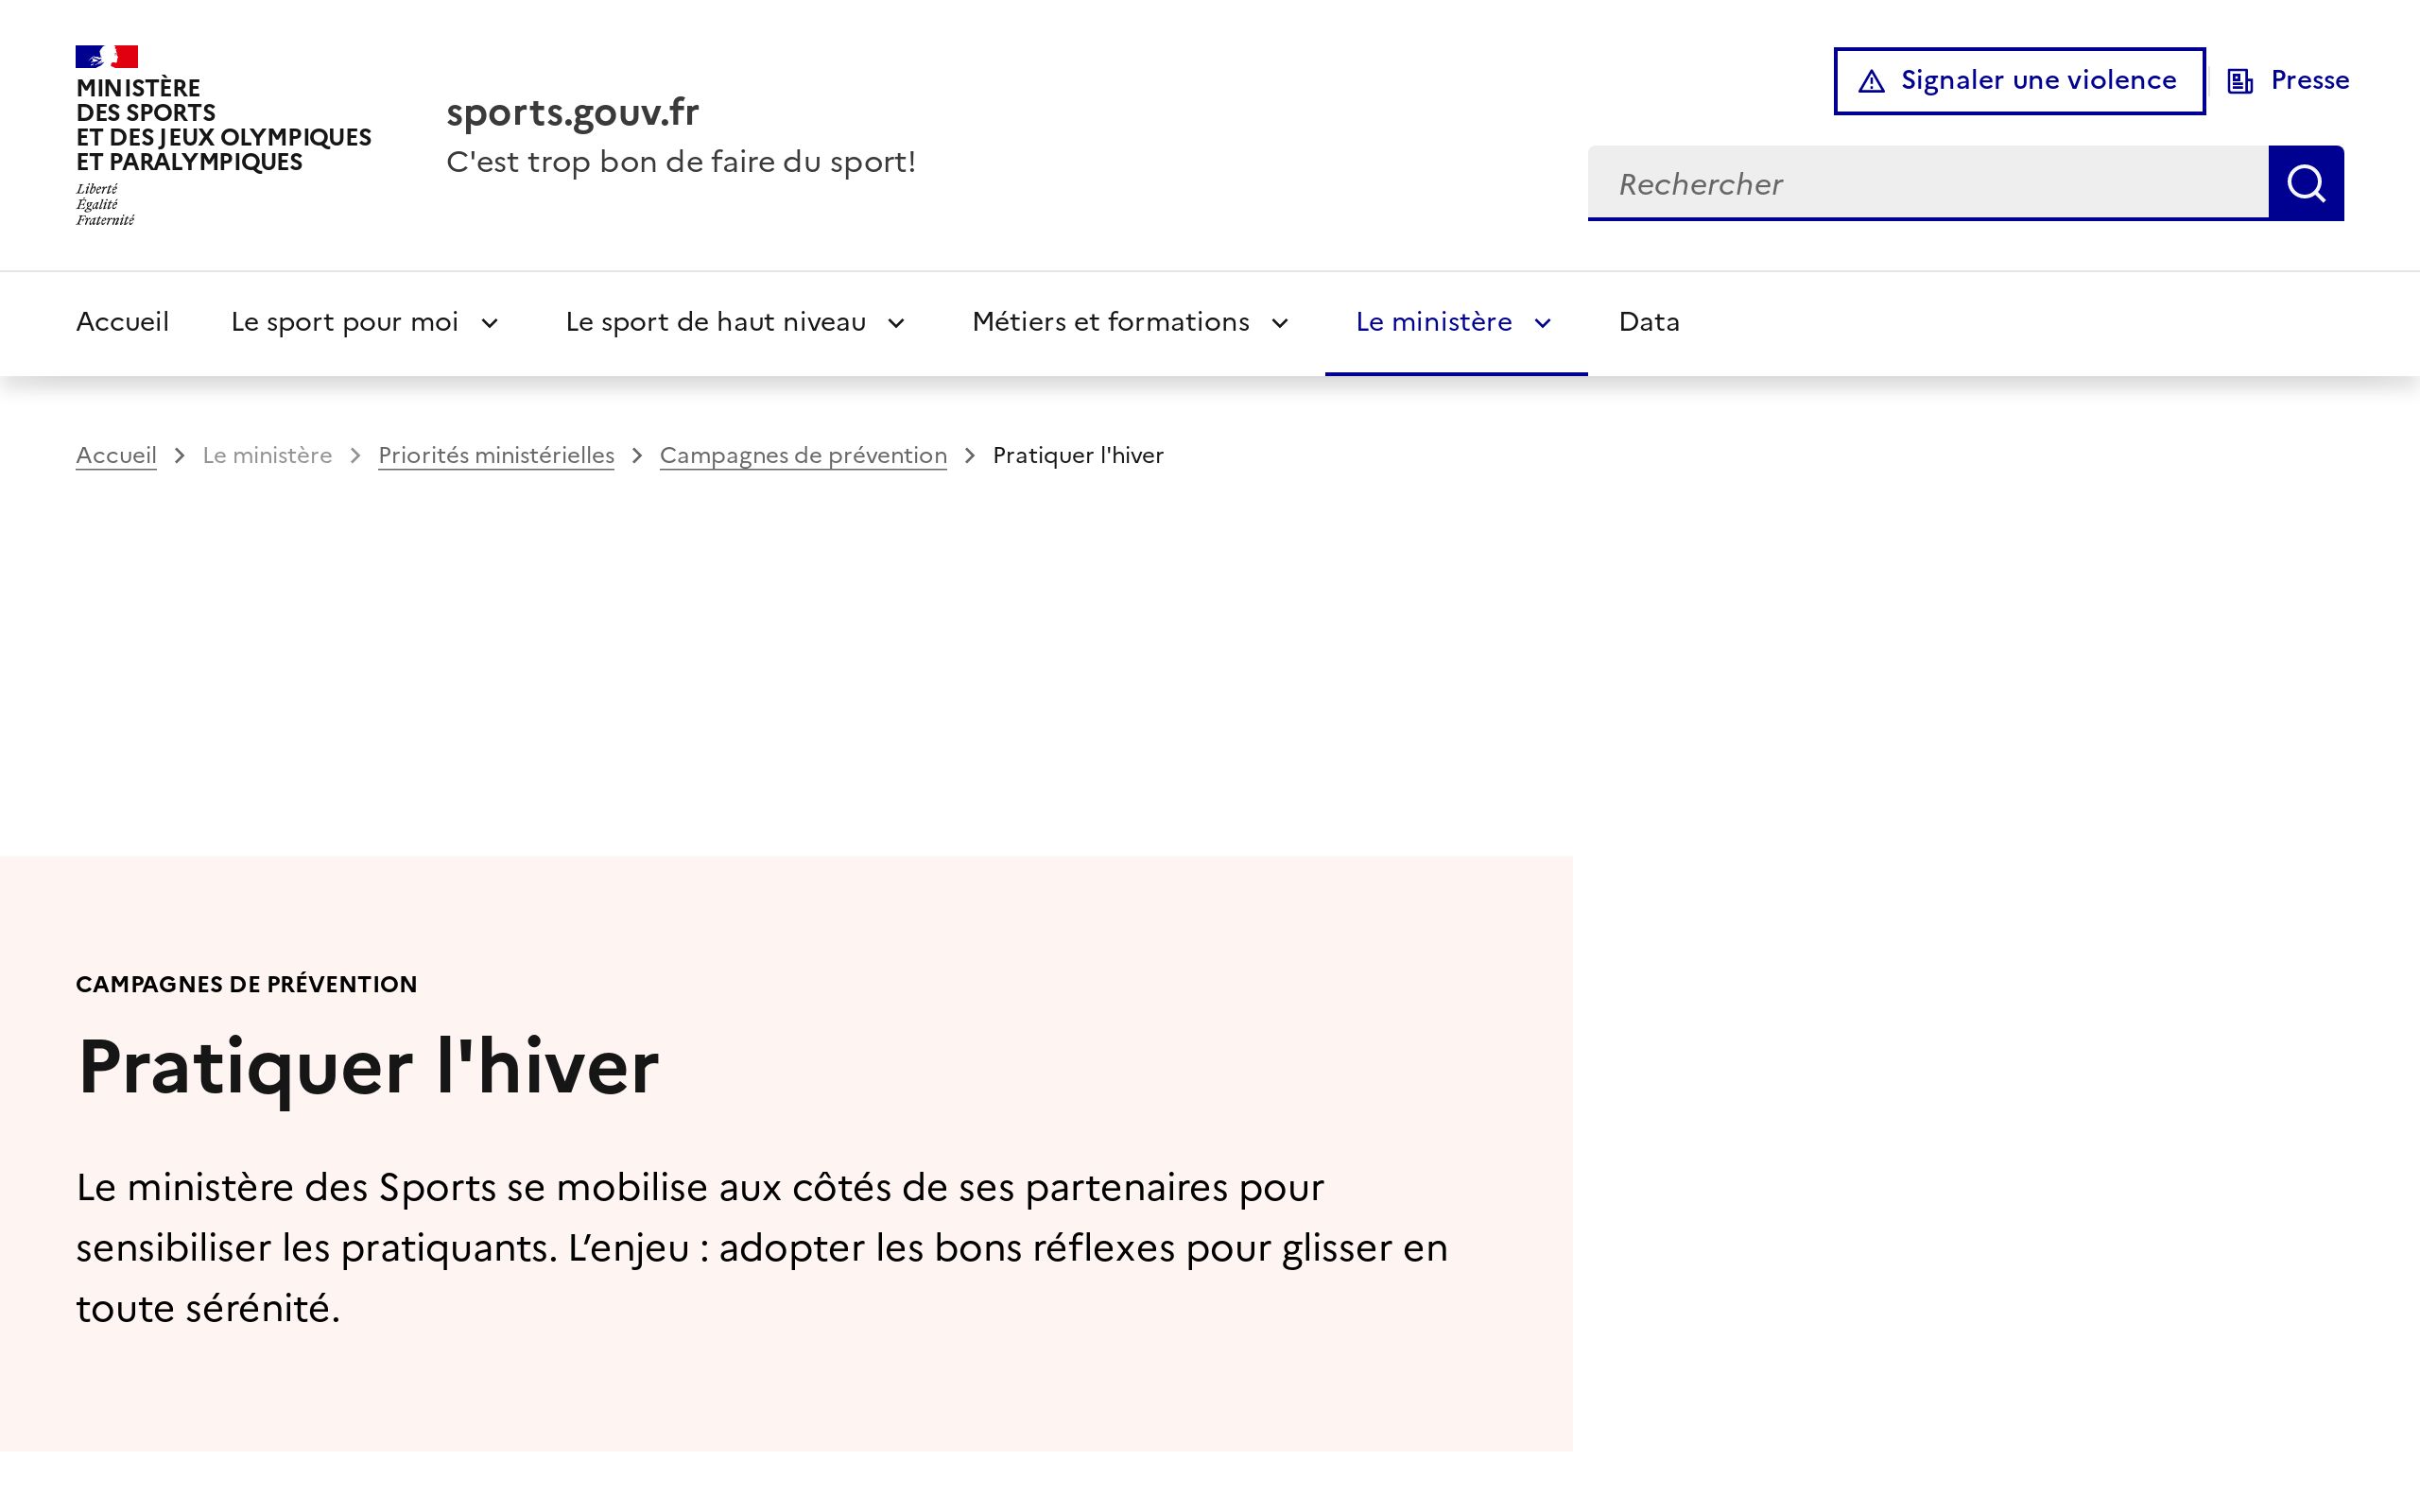 MINISTÈRE
DES SPORTS
ET DES JEUX OLYMPIQUES
ET PARALYMPIQUES
Liberté
Égalité
Fraternité
sports.gouv.fr
C'est trop bon de faire du sport!
Signaler une violence
Presse
Rechercher
Accueil Le sport pour moi Le sport de haut niveau Métiers et formations Le ministère Data
Accueil Le ministère Priorités ministérielles Campagnes de prévention Pratiquer l'hiver
CAMPAGNES DE PRÉVENTION
Pratiquer l'hiver
Le ministère des Sports se mobilise aux côtés de ses partenaires pour
sensibiliser les pratiquants. L’enjeu : adopter les bons réflexes pour glisser en
toute sérénité.